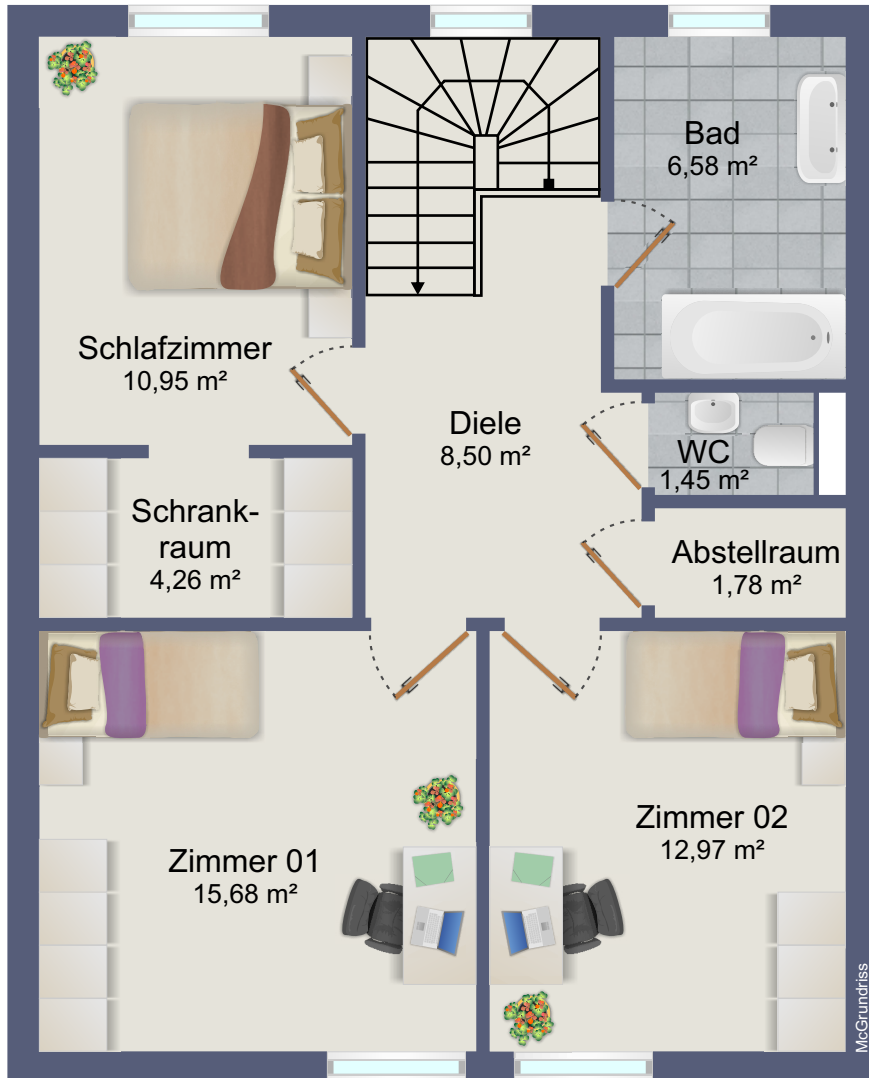 Bad
6,58 m²
Schlafzimmer
10,95 m²
Diele
8,50 m²
WC
1,45 m²
Schrank-
raum
4,26 m²
Abstellraum
1,78 m²
Zimmer 01
15,68 m²
Zimmer 02
12,97 m²
McGrundriss